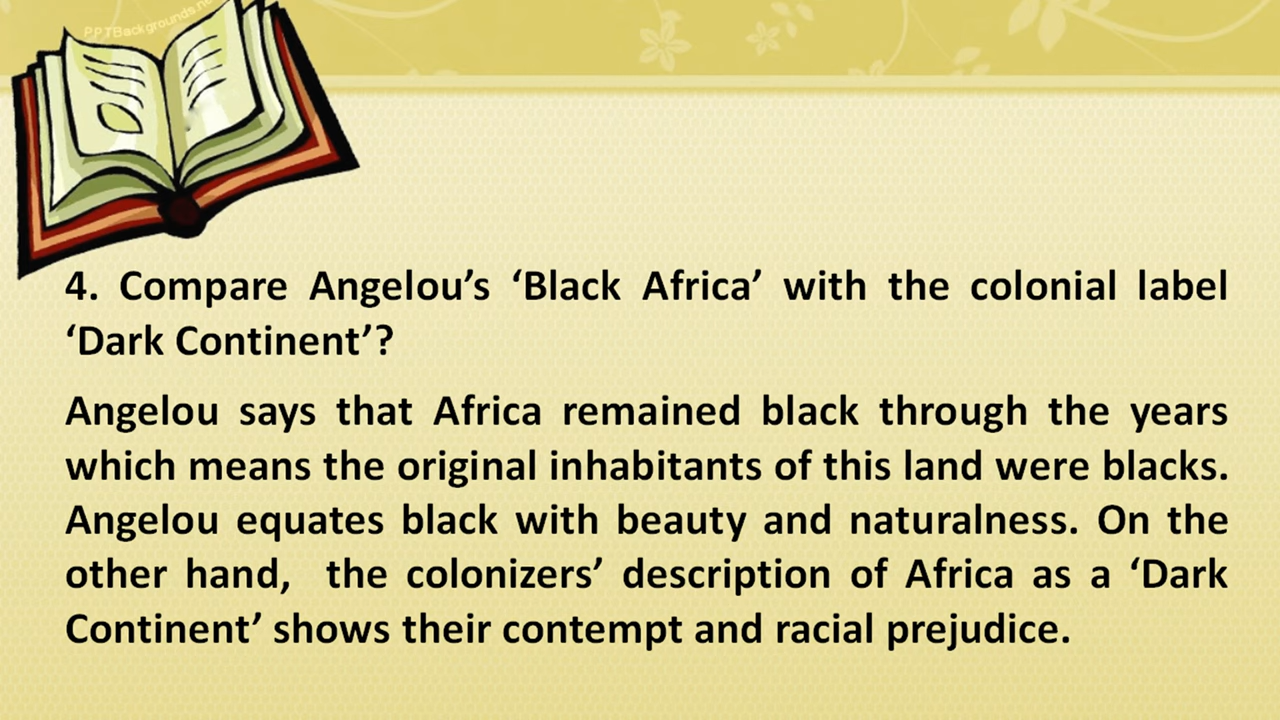 PPTBackgrounds.ne
4. Compare Angelou’s ‘Black Africa’ with the colonial label
‘Dark Continent’?
Angelou says that Africa remained black through the years
which means the original inhabitants of this land were blacks.
Angelou equates black with beauty and naturalness. On the
other hand, the colonizers’ description of Africa as a ‘Dark
Continent’ shows their contempt and racial prejudice.